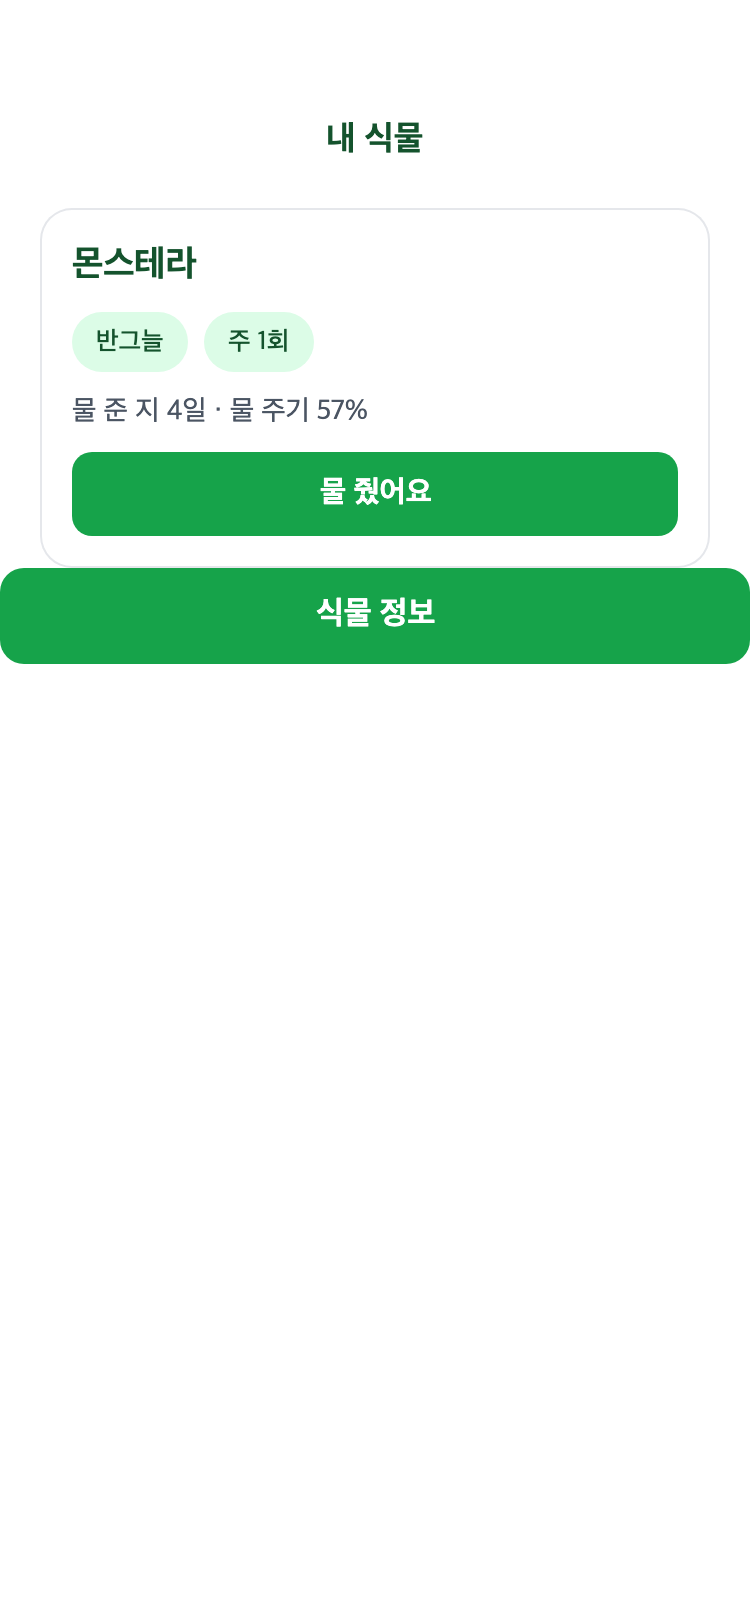 내 식물
몬스테라
반그늘 주 1회
물 준 지 4일 · 물 주기 57%
물 줬어요
식물 정보